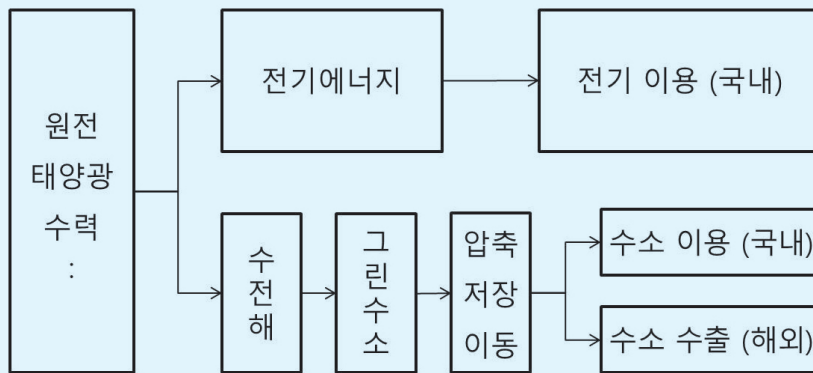 원전
태양광
수력
:
전기에너지
전기 이용 (국내)
수전해
그린수소
압축
저장
이동
수소 이용 (국내)
수소 수출 (해외)